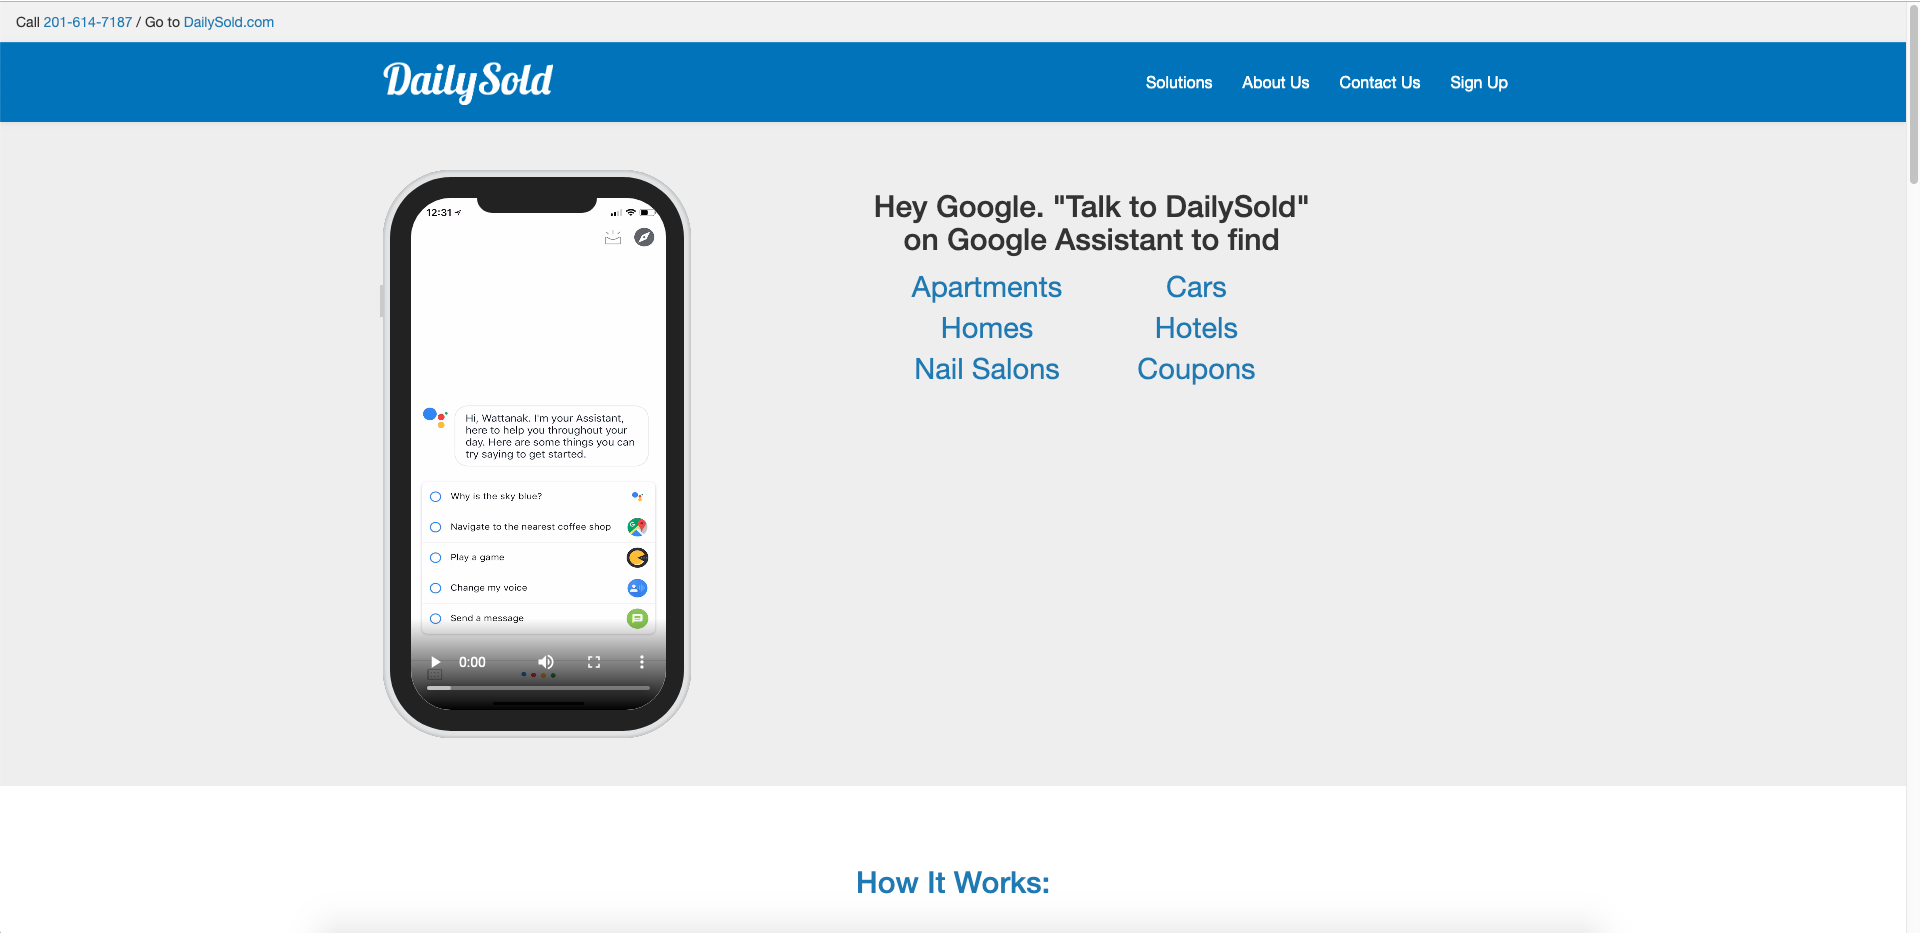 Call 201-614-7187 / Go to DailySold.com
DailySold
Solutions About Us Contact Us Sign Up
12:31
Hi, Wattanak. I'm your Assistant,
here to help you throughout your
day. Here are some things you can
try saying to get started.
Why is the sky blue?
Navigate to the nearest coffee shop
Play a game
Change my voice
Send a message
0:00
Hey Google. "Talk to DailySold"
on Google Assistant to find
Apartments Cars
Homes Hotels
Nail Salons Coupons
How It Works: